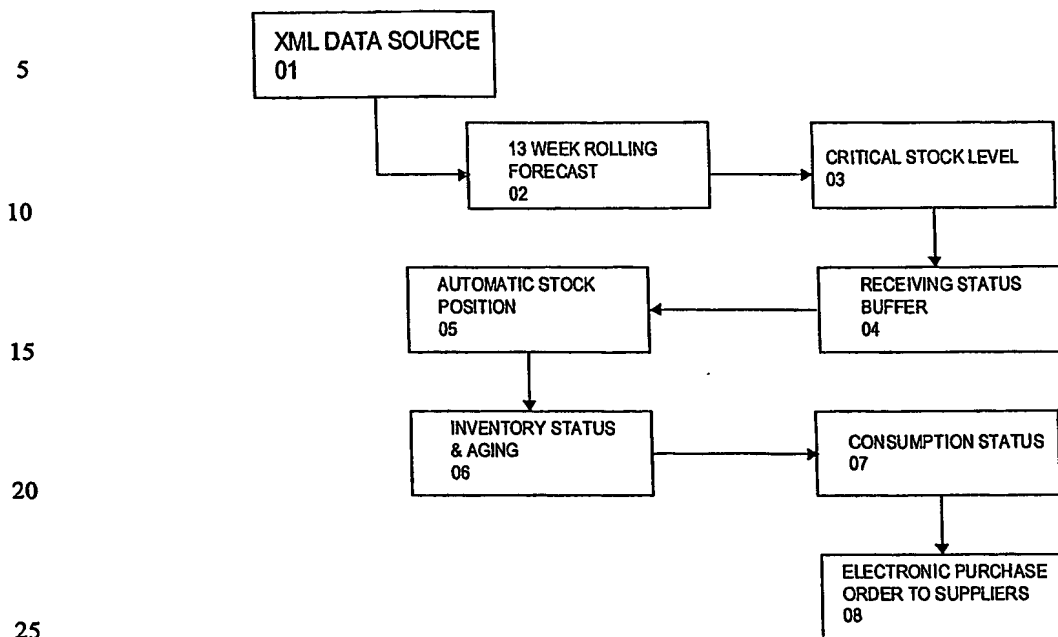 5
XML DATA SOURCE
01
13 WEEK ROLLING
FORECAST
02
CRITICAL STOCK LEVEL
03
10
AUTOMATIC STOCK
POSITION
05
RECEIVING STATUS
BUFFER
04
15
INVENTORY STATUS
& AGING
06
CONSUMPTION STATUS
07
20
ELECTRONIC PURCHASE
ORDER TO SUPPLIERS
08
25